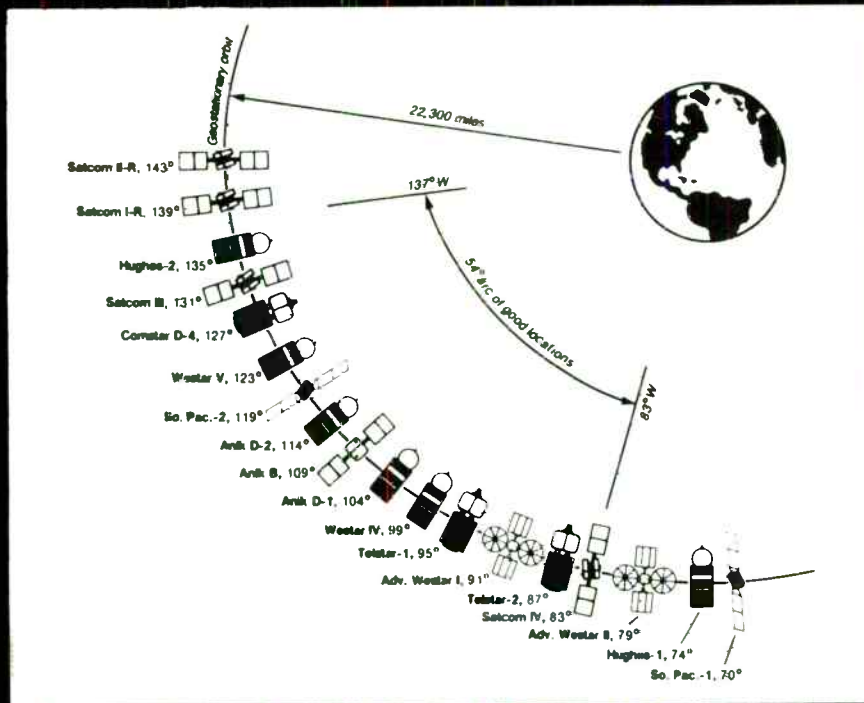 Geostationary orbit
22,300 miles
Satcom II-R, 143°
137° W
Satcom I-R, 139°
Hughes-2, 135°
Satcom III, 131°
54° arc of good locations
Comstar D-4, 127°
Westar V, 123°
So. Pac.-2, 119°
83° W
Anik D-2, 114°
Anik B, 109°
Anik D-1, 104°
Westar IV, 99°
Telstar-1, 95°
Adv. Westar I, 91°
Telstar-2, 87°
Satcom IV, 83°
Adv. Westar II, 79°
Hughes-1, 74°
So. Pac.-1, 70°